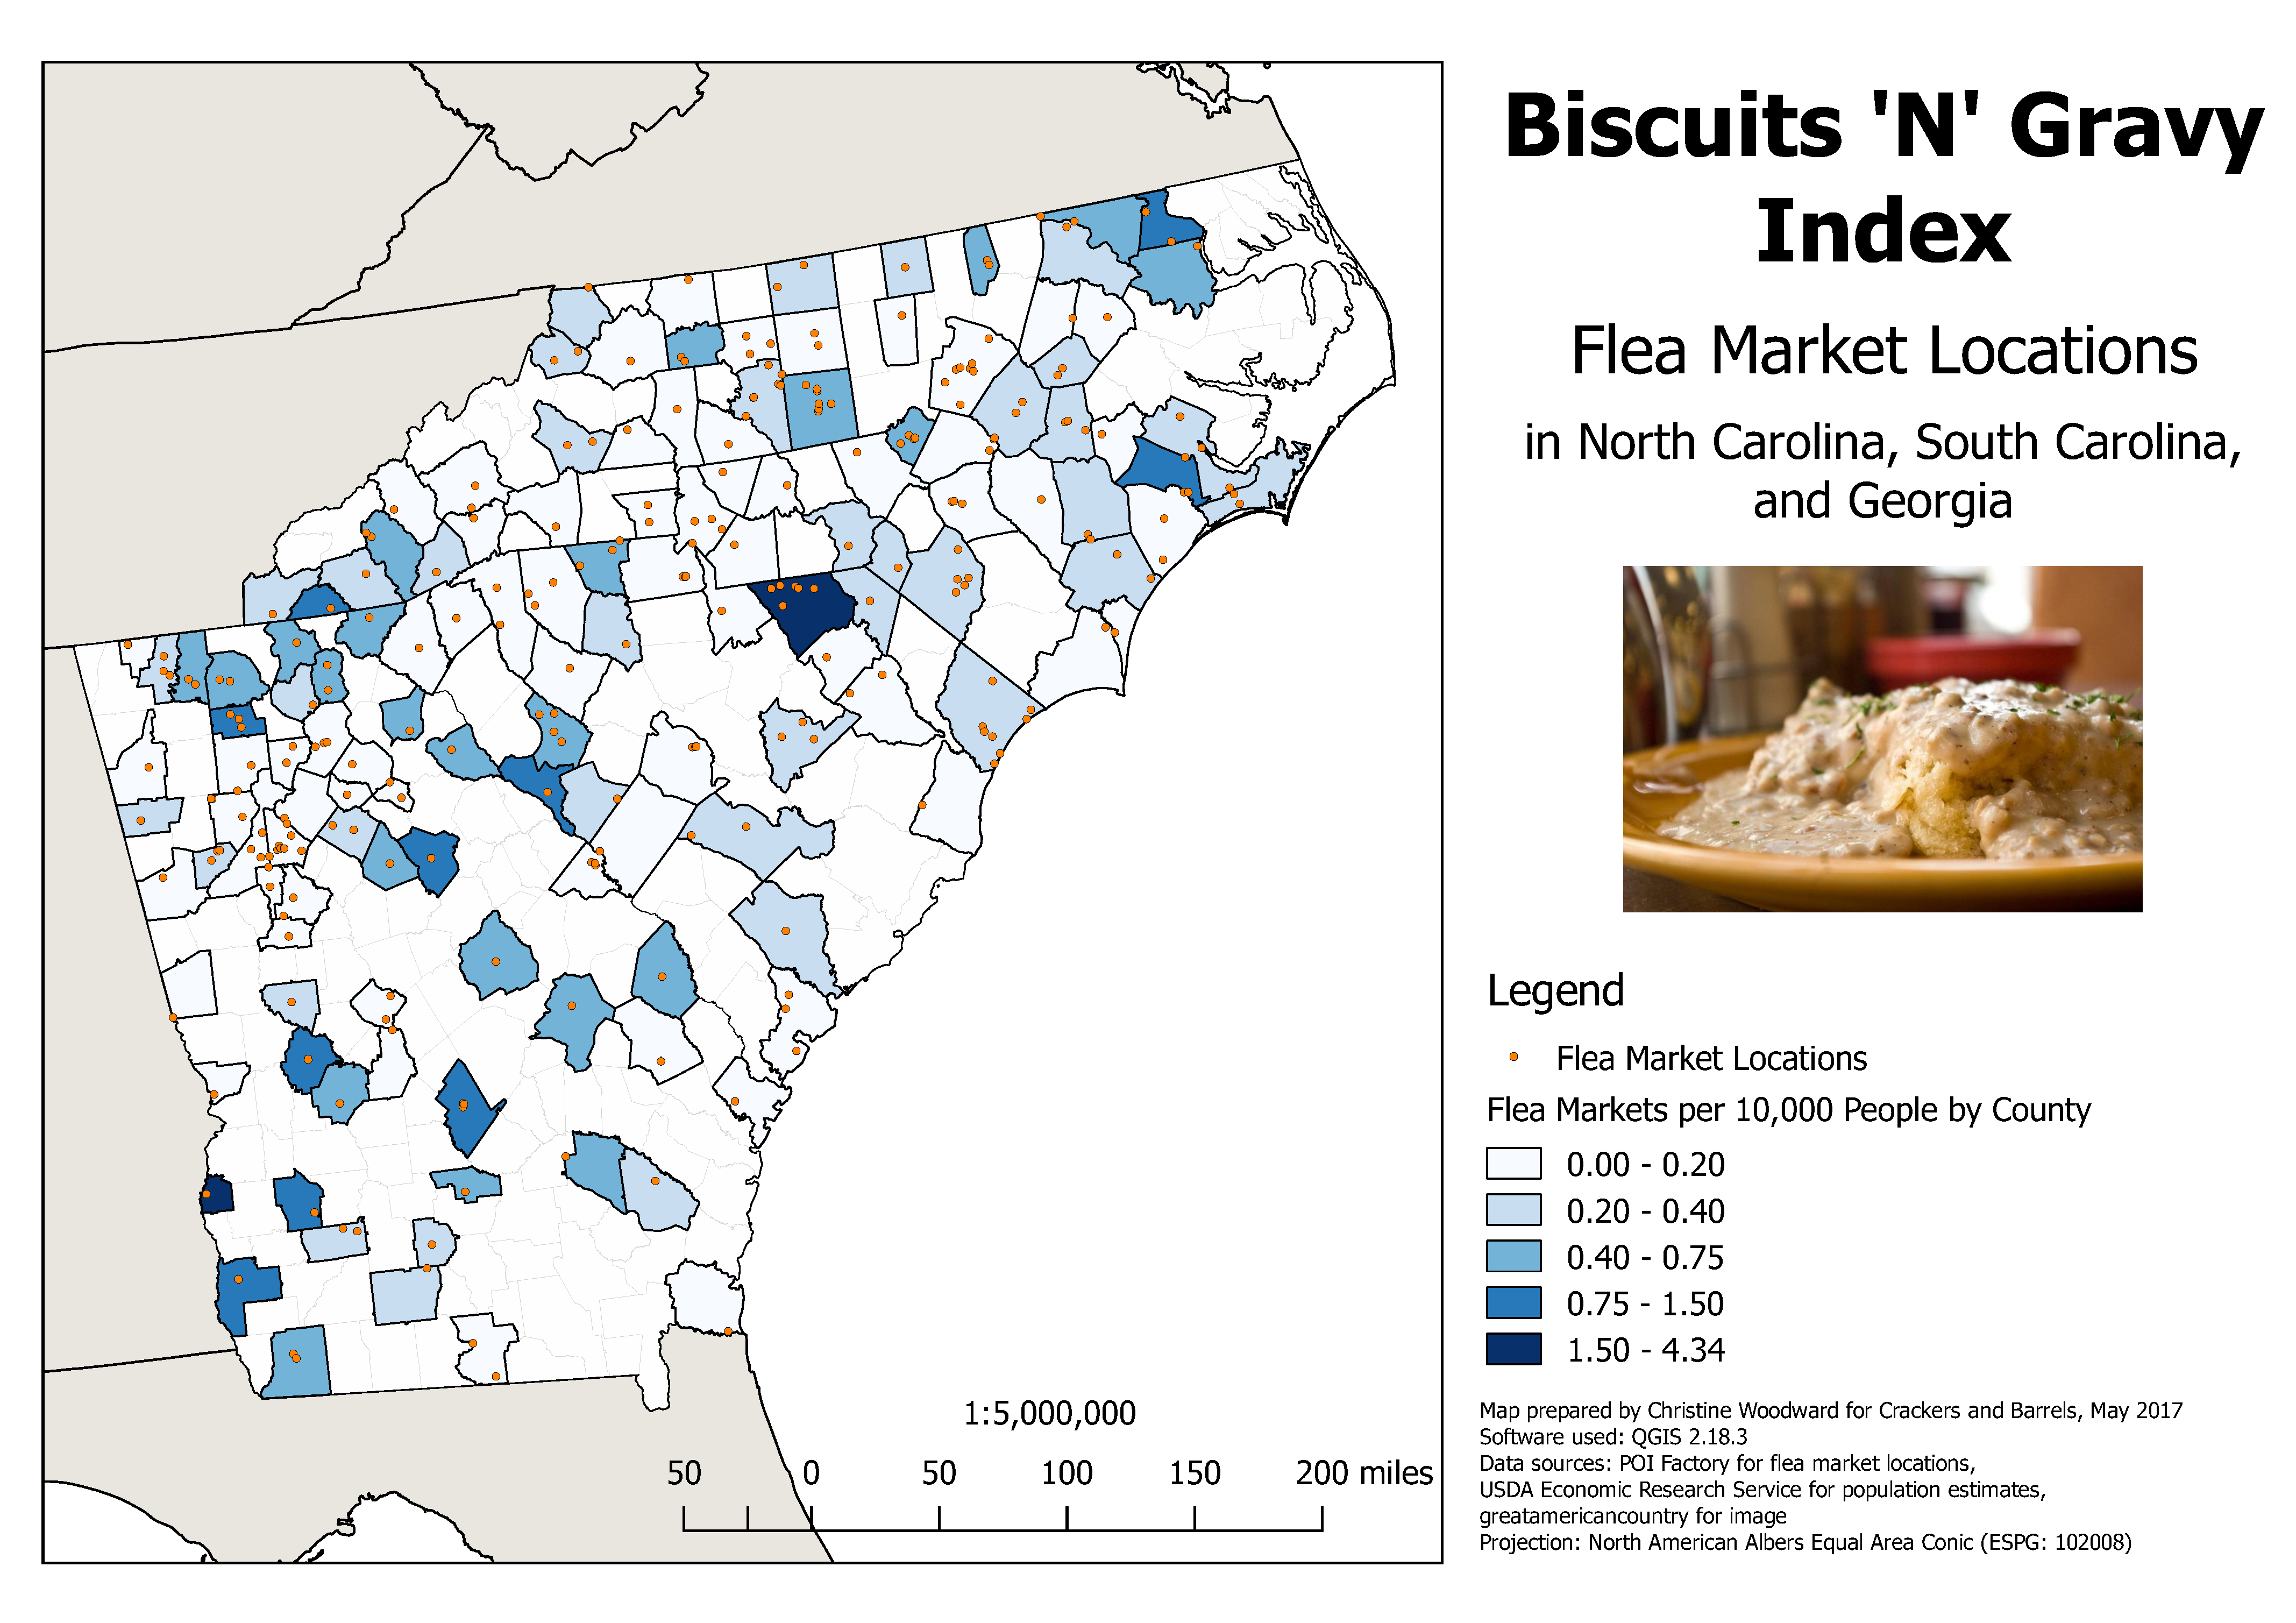 Biscuits 'N' Gravy
Index
Flea Market Locations
in North Carolina, South Carolina,
and Georgia
Legend
Flea Market Locations
Flea Markets per 10,000 People by County
0.00 - 0.20
0.20 - 0.40
0.40 - 0.75
0.75 - 1.50
1.50 - 4.34
1:5,000,000
50 0 50 100 150 200 miles
Map prepared by Christine Woodward for Crackers and Barrels, May 2017
Software used: QGIS 2.18.3
Data sources: POI Factory for flea market locations,
USDA Economic Research Service for population estimates,
greatamericancountry for image
Projection: North American Albers Equal Area Conic (ESPG: 102008)